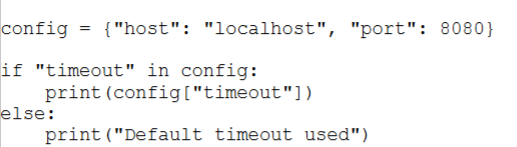 config = {"host": "localhost", "port": 8080}
if "timeout" in config:
    print(config["timeout"])
else:
    print("Default timeout used")